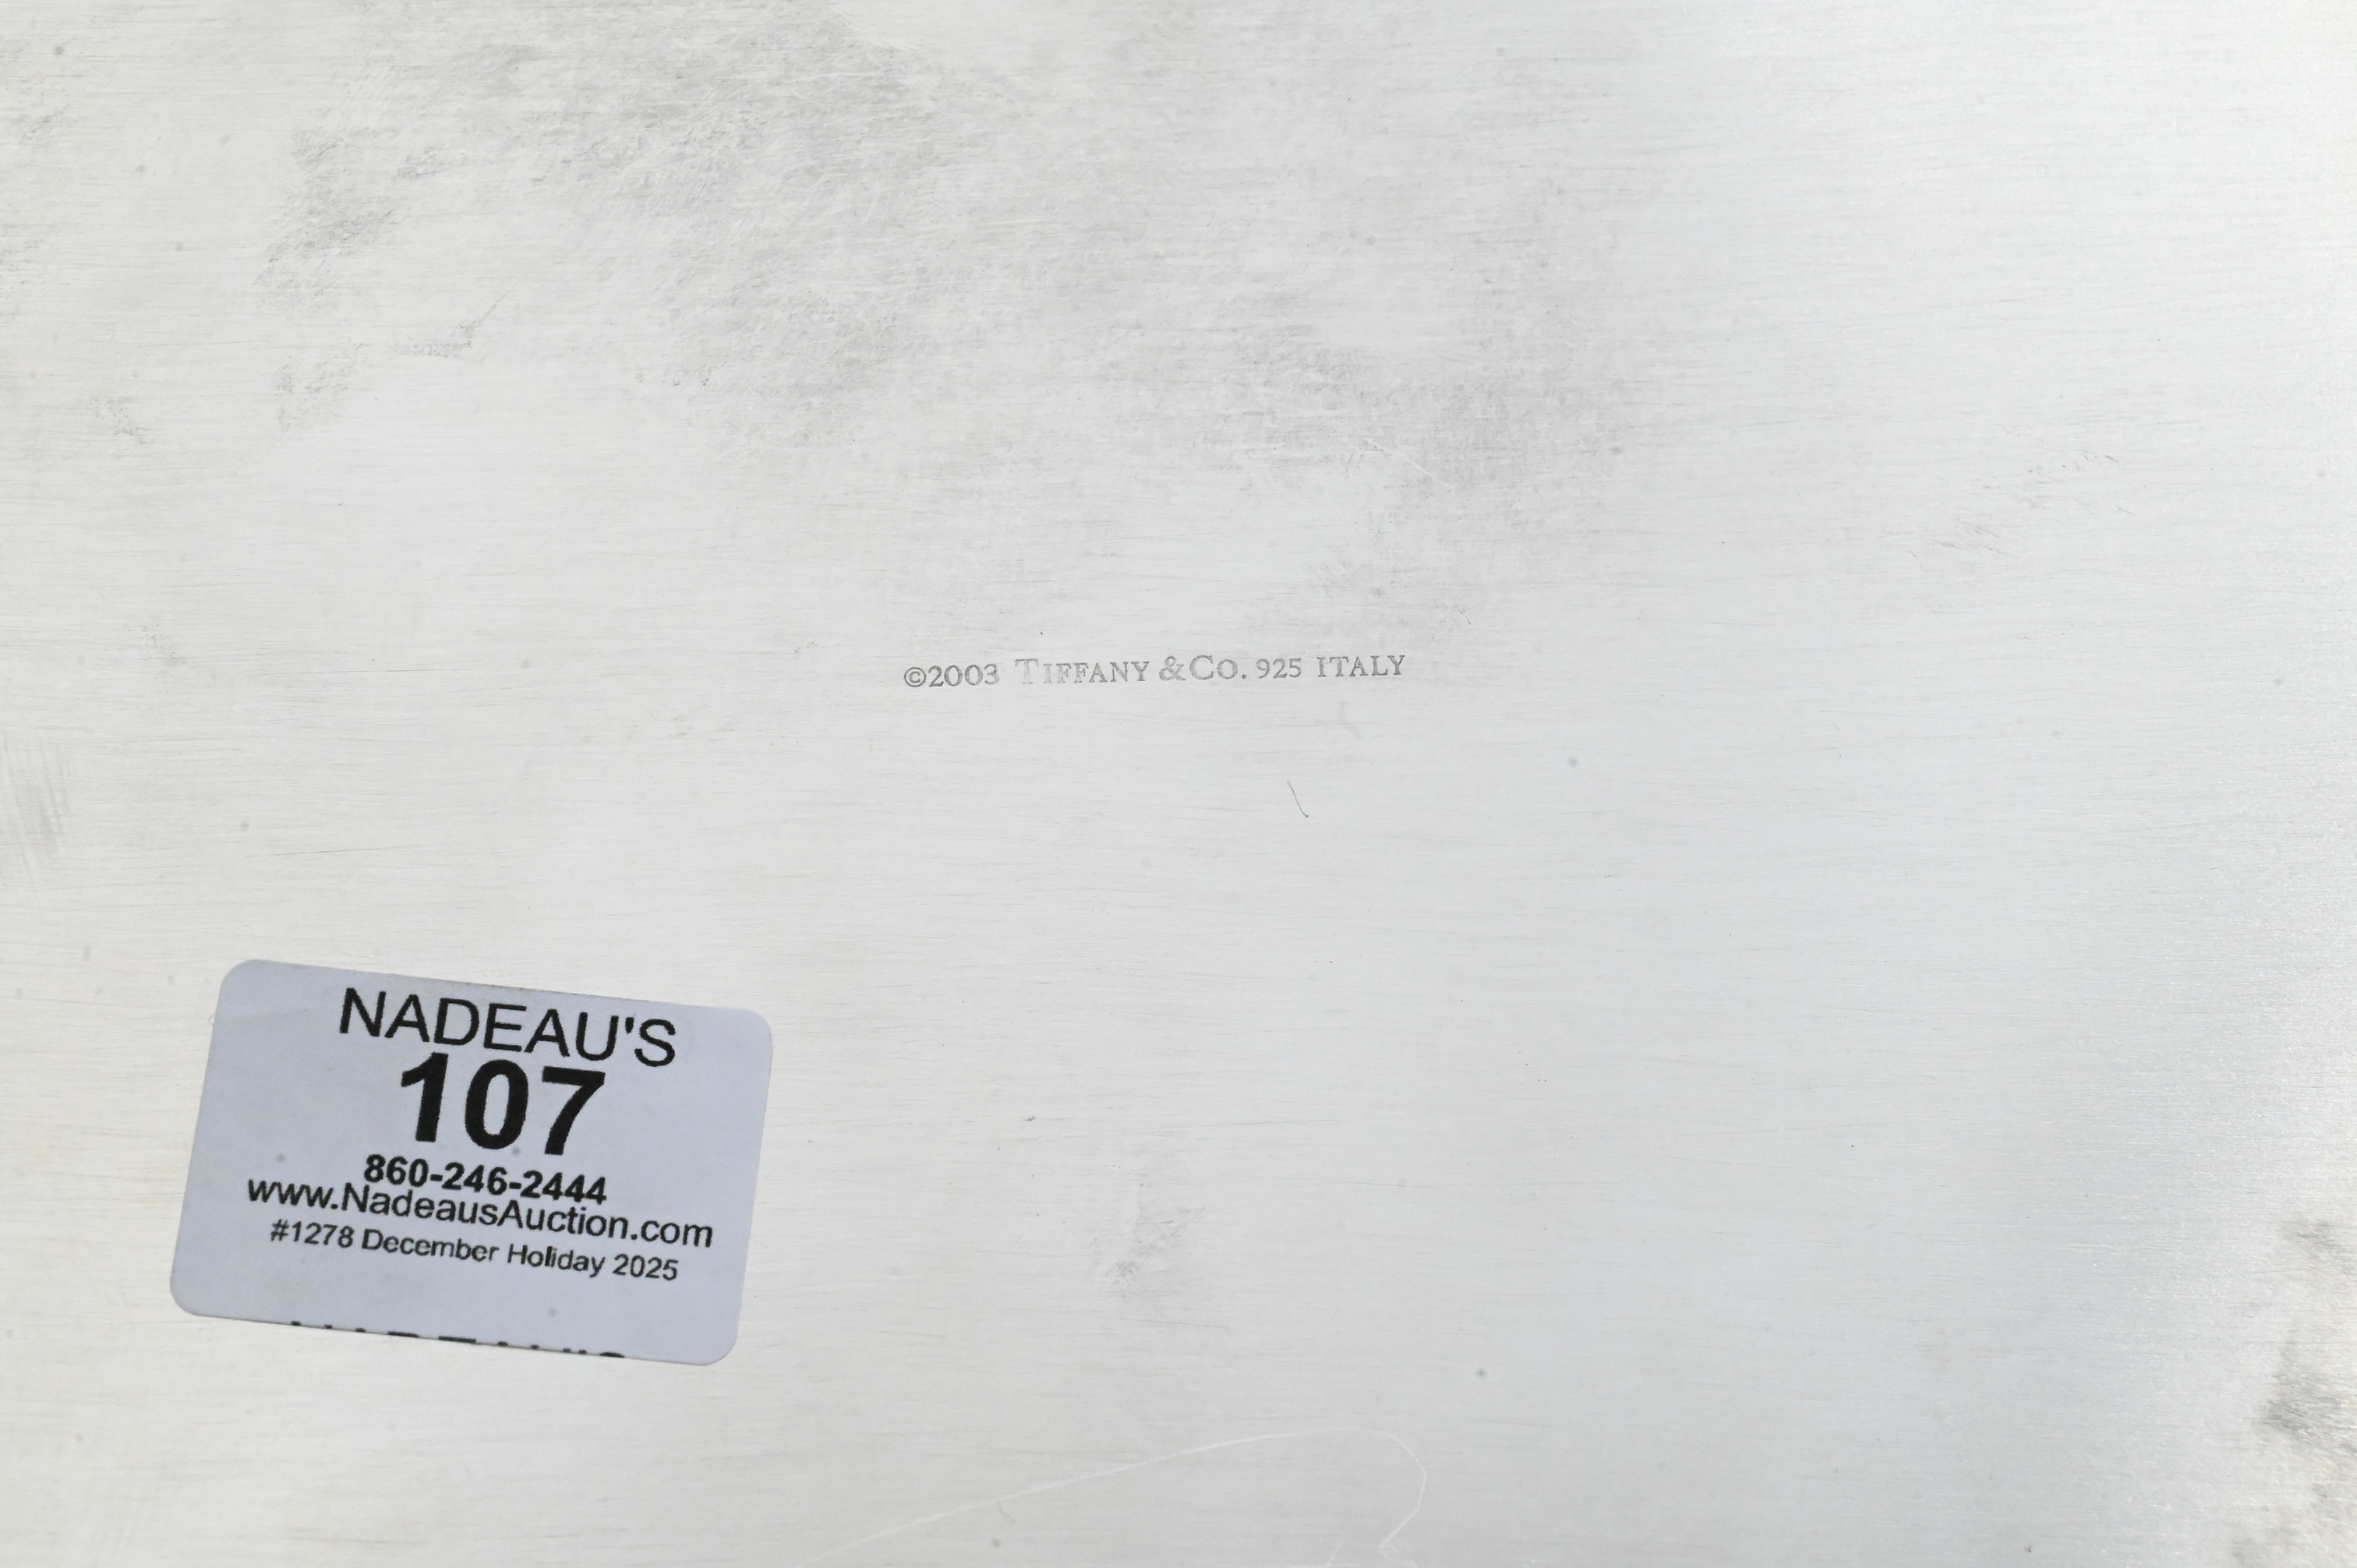 ©2003 TIFFANY & CO. 925 ITALY
NADEAU'S
107
860-246-2444
www.NadeausAuction.com
#1278 December Holiday 2025